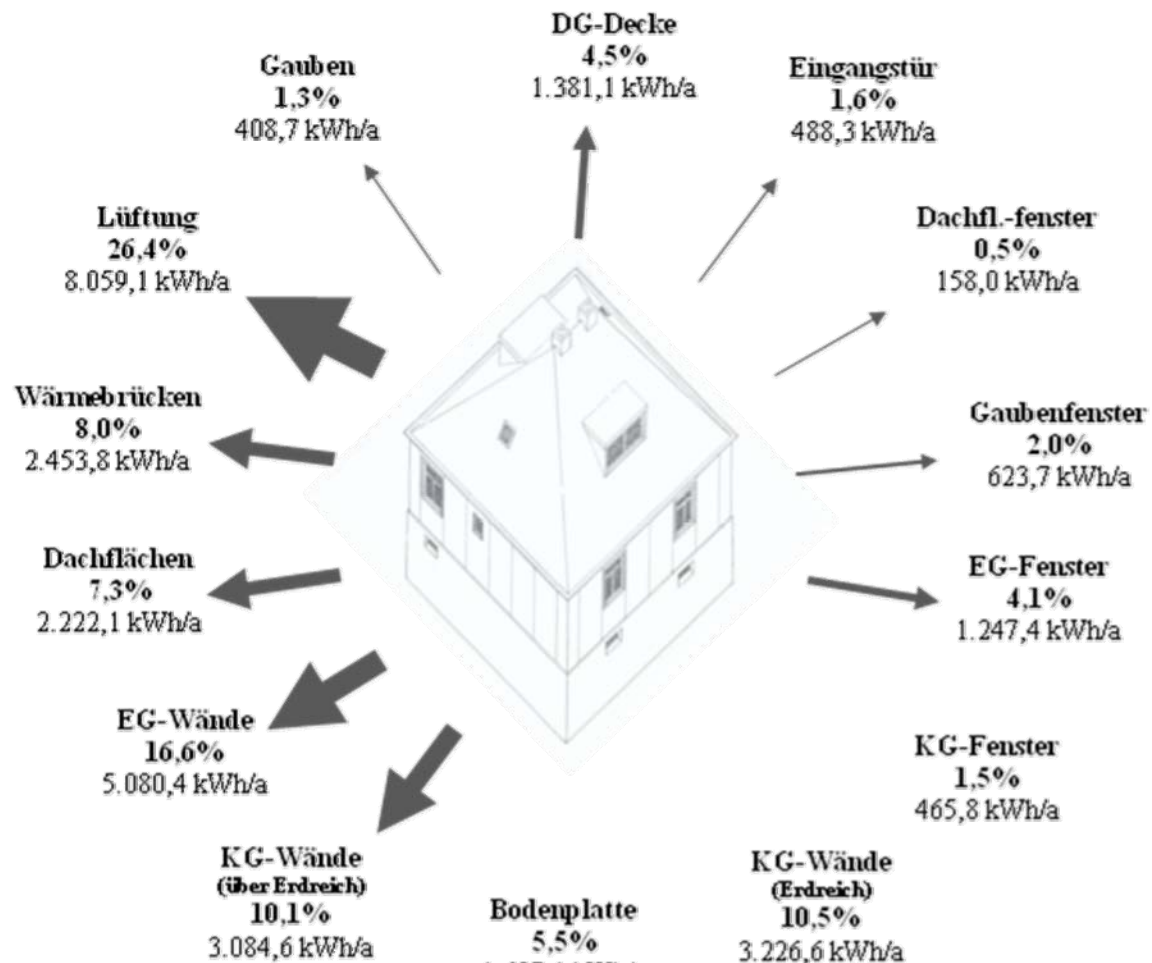 DG-Decke
4,5%
1.381,1 kWh/a
Gauben
1,3%
408,7 kWh/a
Eingangstür
1,6%
488,3 kWh/a
Lüftung
26,4%
8.059,1 kWh/a
Dachfl.-fenster
0,5%
158,0 kWh/a
Wärmebrücken
8,0%
2.453,8 kWh/a
Gaubenfenster
2,0%
623,7 kWh/a
Dachflächen
7,3%
2.222,1 kWh/a
EG-Fenster
4,1%
1.247,4 kWh/a
EG-Wände
16,6%
5.080,4 kWh/a
KG-Fenster
1,5%
465,8 kWh/a
KG-Wände
(über Erdreich)
10,1%
3.084,6 kWh/a
Bodenplatte
5,5%
KG-Wände
(Erdreich)
10,5%
3.226,6 kWh/a